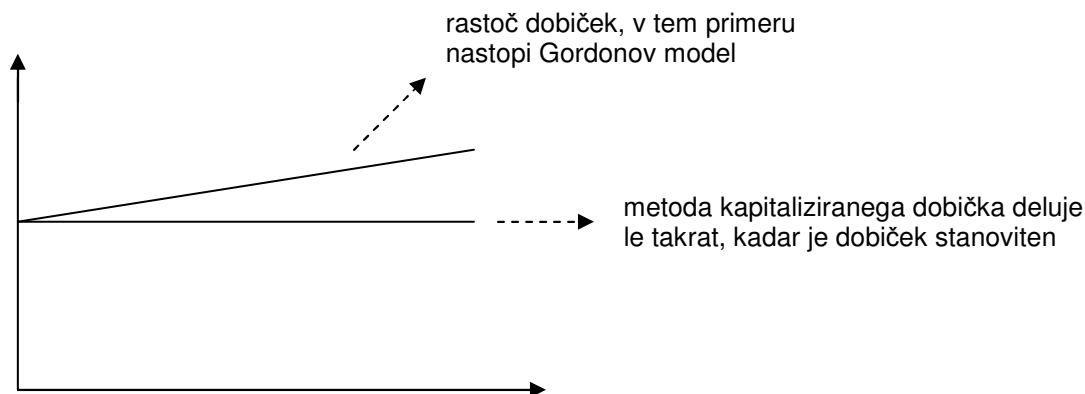 rastoč dobiček, v tem primeru
nastopi Gordonov model
metoda kapitaliziranega dobička deluje
le takrat, kadar je dobiček stanoviten